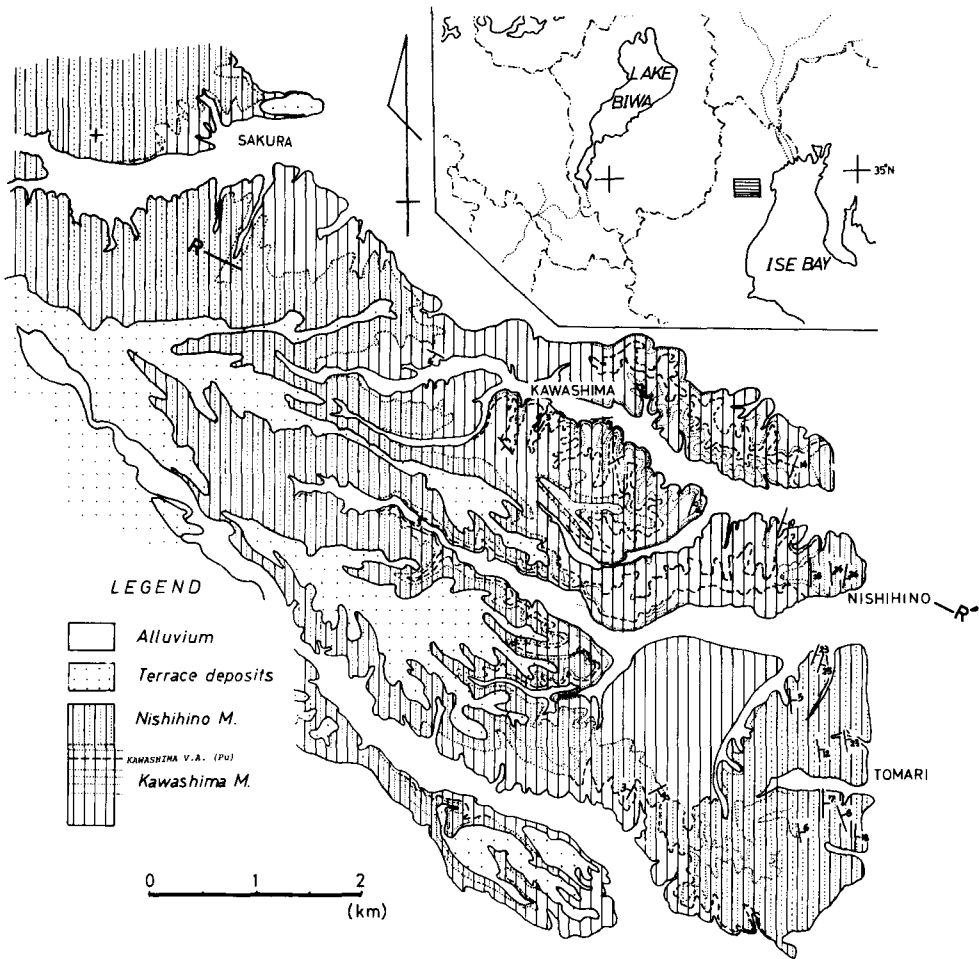 LAKE
BIWA
35°N
ISE BAY
SAKURA
R
KAWASHIMA
NISHIHINO
R'
TOMARI
LEGEND
Alluvium
Terrace deposits
Nishihino M.
KAWASHIMA V.A. (Pu)
Kawashima M.
0 1 2
(km)